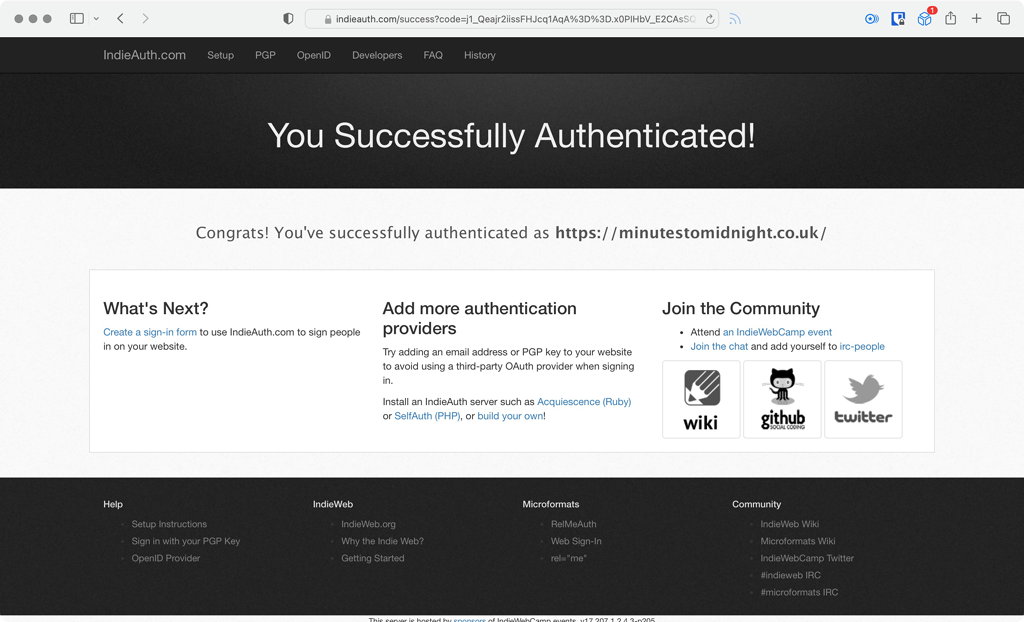 indieauth.com/success?code=j1_Qeajr2iissFHJcq1AqA%3D%3D.x0PIHbV_E2CAsSC
1
IndieAuth.com Setup PGP OpenID Developers FAQ History
You Successfully Authenticated!
Congrats! You've successfully authenticated as https://minutestomidnight.co.uk/
What's Next?
Create a sign-in form to use IndieAuth.com to sign people
in on your website.
Add more authentication
providers
Try adding an email address or PGP key to your website
to avoid using a third-party OAuth provider when signing
in.
Install an IndieAuth server such as Acquiescence (Ruby)
or SelfAuth (PHP), or build your own!
Join the Community
Attend an IndieWebCamp event
Join the chat and add yourself to irc-people
wiki
github
SOCIAL CODING
twitter
Help
Setup Instructions
Sign in with your PGP Key
OpenID Provider
IndieWeb
IndieWeb.org
Why the Indie Web?
Getting Started
Microformats
RelMeAuth
Web Sign-In
rel="me"
Community
IndieWeb Wiki
Microformats Wiki
IndieWebCamp Twitter
#indieweb IRC
#microformats IRC
This server is hosted by sponsors of IndieWebCamp events. v17.207.1.2.4.3-p205